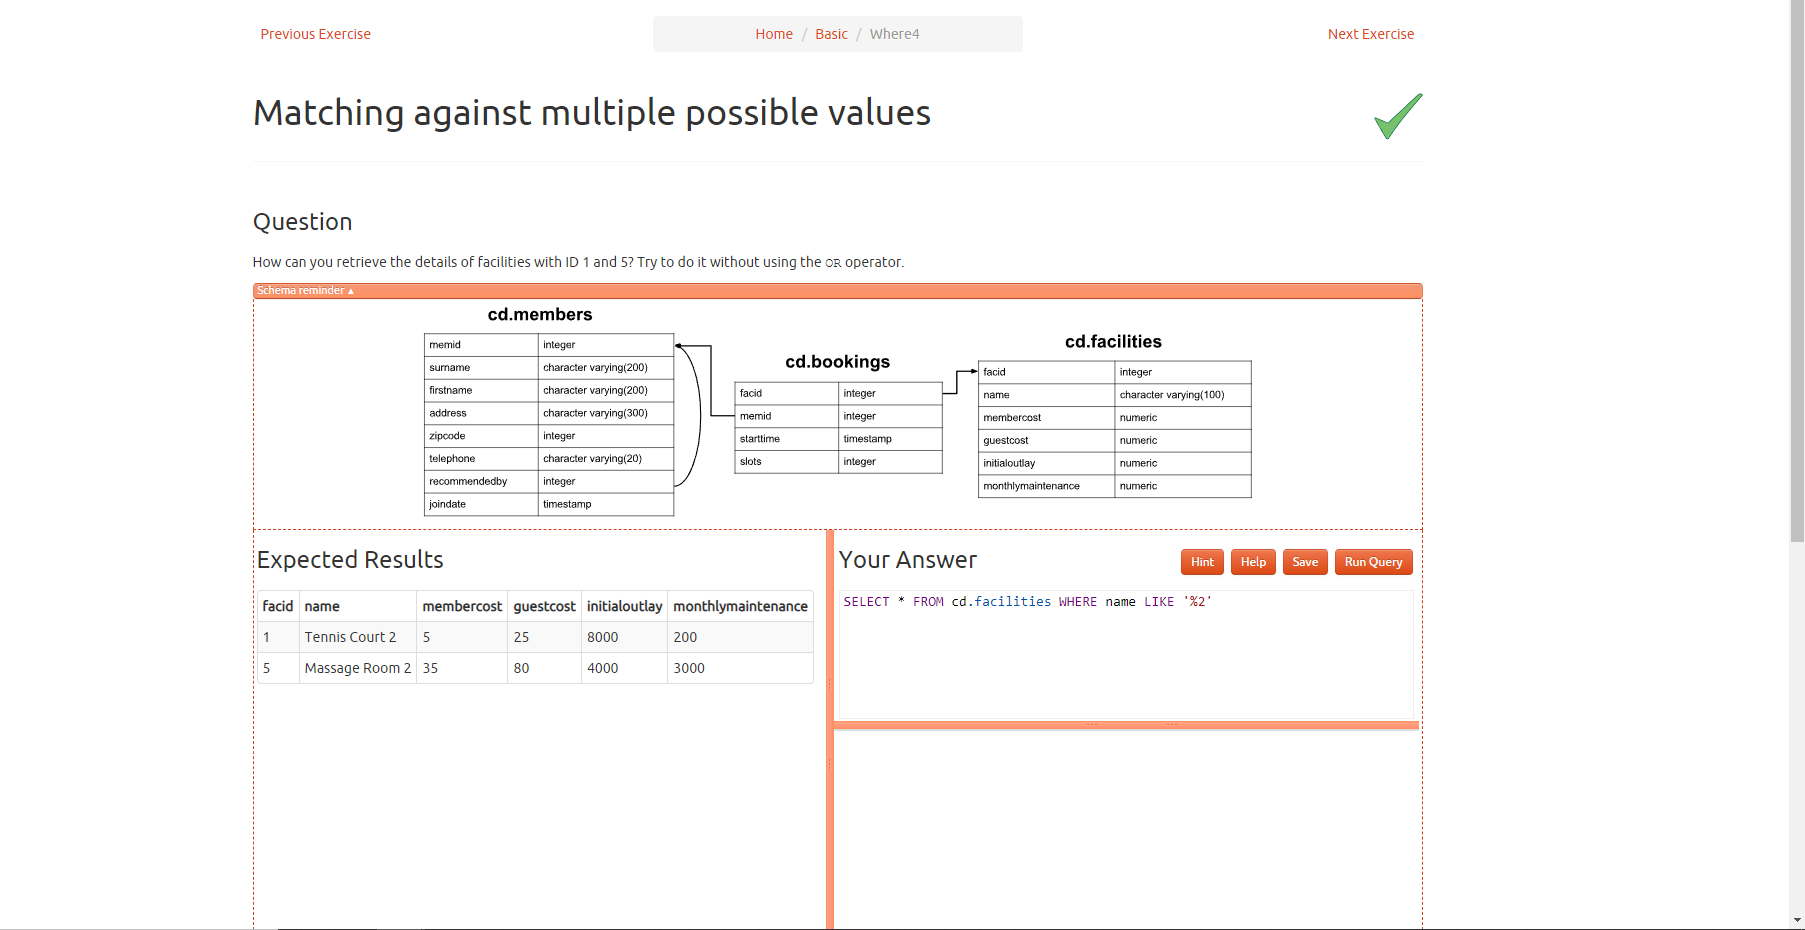 Previous Exercise
Home / Basic / Where4
Next Exercise
Matching against multiple possible values
Question
How can you retrieve the details of facilities with ID 1 and 5? Try to do it without using the OR operator.
Schema reminder ▴
cd.members
memid integer
surname character varying(200)
firstname character varying(200)
address character varying(300)
zipcode integer
telephone character varying(20)
recommendedby integer
joindate timestamp
cd.bookings
facid integer
memid integer
starttime timestamp
slots integer
cd.facilities
facid integer
name character varying(100)
membercost numeric
guestcost numeric
initialoutlay numeric
monthlymaintenance numeric
Expected Results
facid name membercost guestcost initialoutlay monthlymaintenance
1 Tennis Court 2 5 25 8000 200
5 Massage Room 2 35 80 4000 3000
Your Answer
Hint Help Save Run Query
SELECT * FROM cd.facilities WHERE name LIKE '%2'